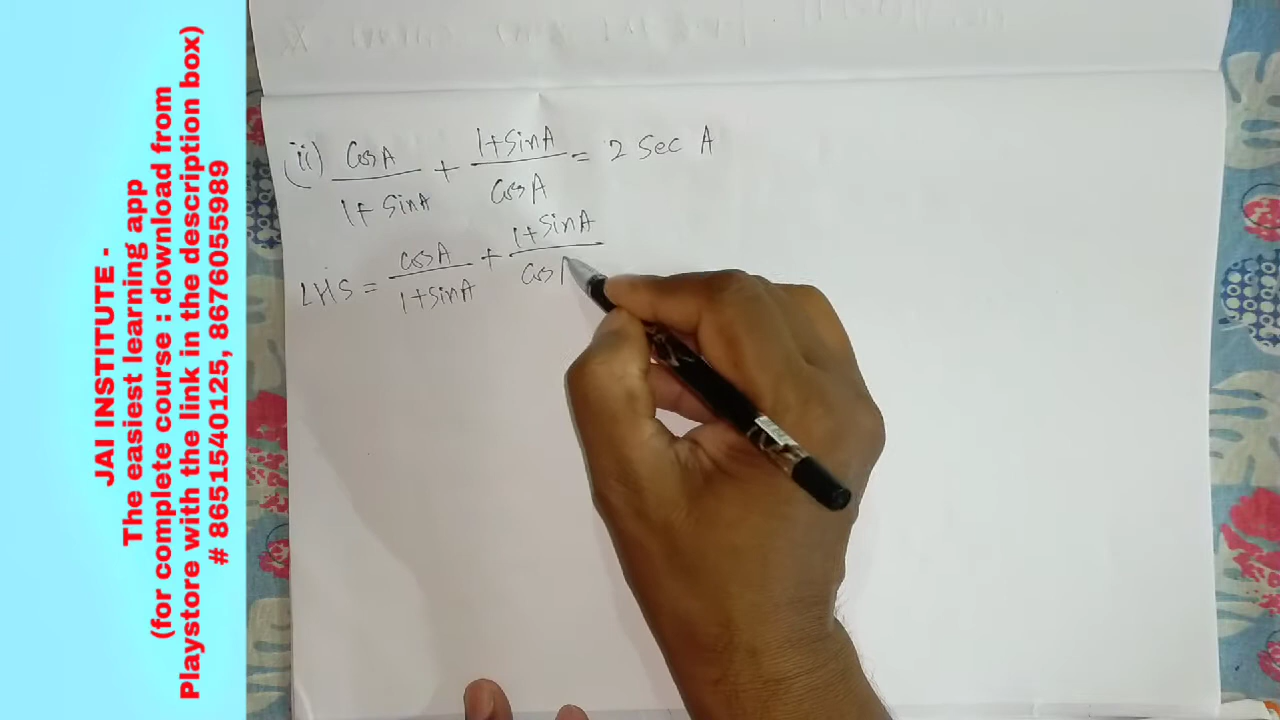 JAI INSTITUTE -
The easiest learning app
(for complete course : download from
Playstore with the link in the description box)
# 8651540125, 8676055989
(ii) CosA/1+SinA + 1+SinA/CosA = 2 Sec A
LHS = CosA/1+SinA + 1+SinA/Cos